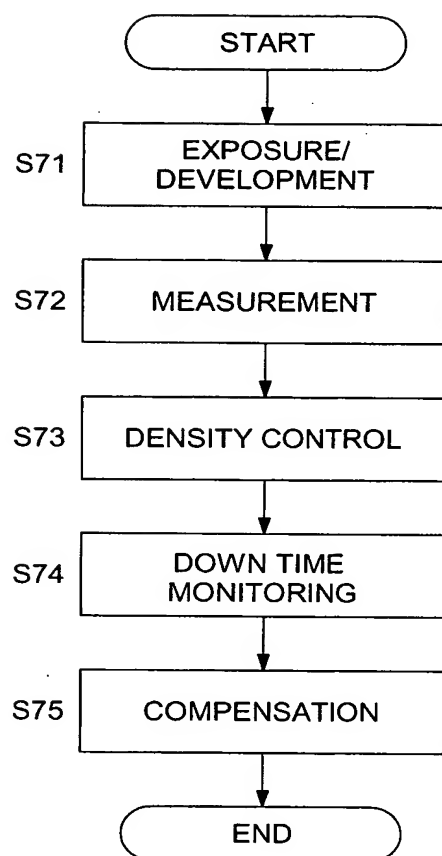 START
S71
EXPOSURE/
DEVELOPMENT
S72
MEASUREMENT
S73
DENSITY CONTROL
S74
DOWN TIME
MONITORING
S75
COMPENSATION
END